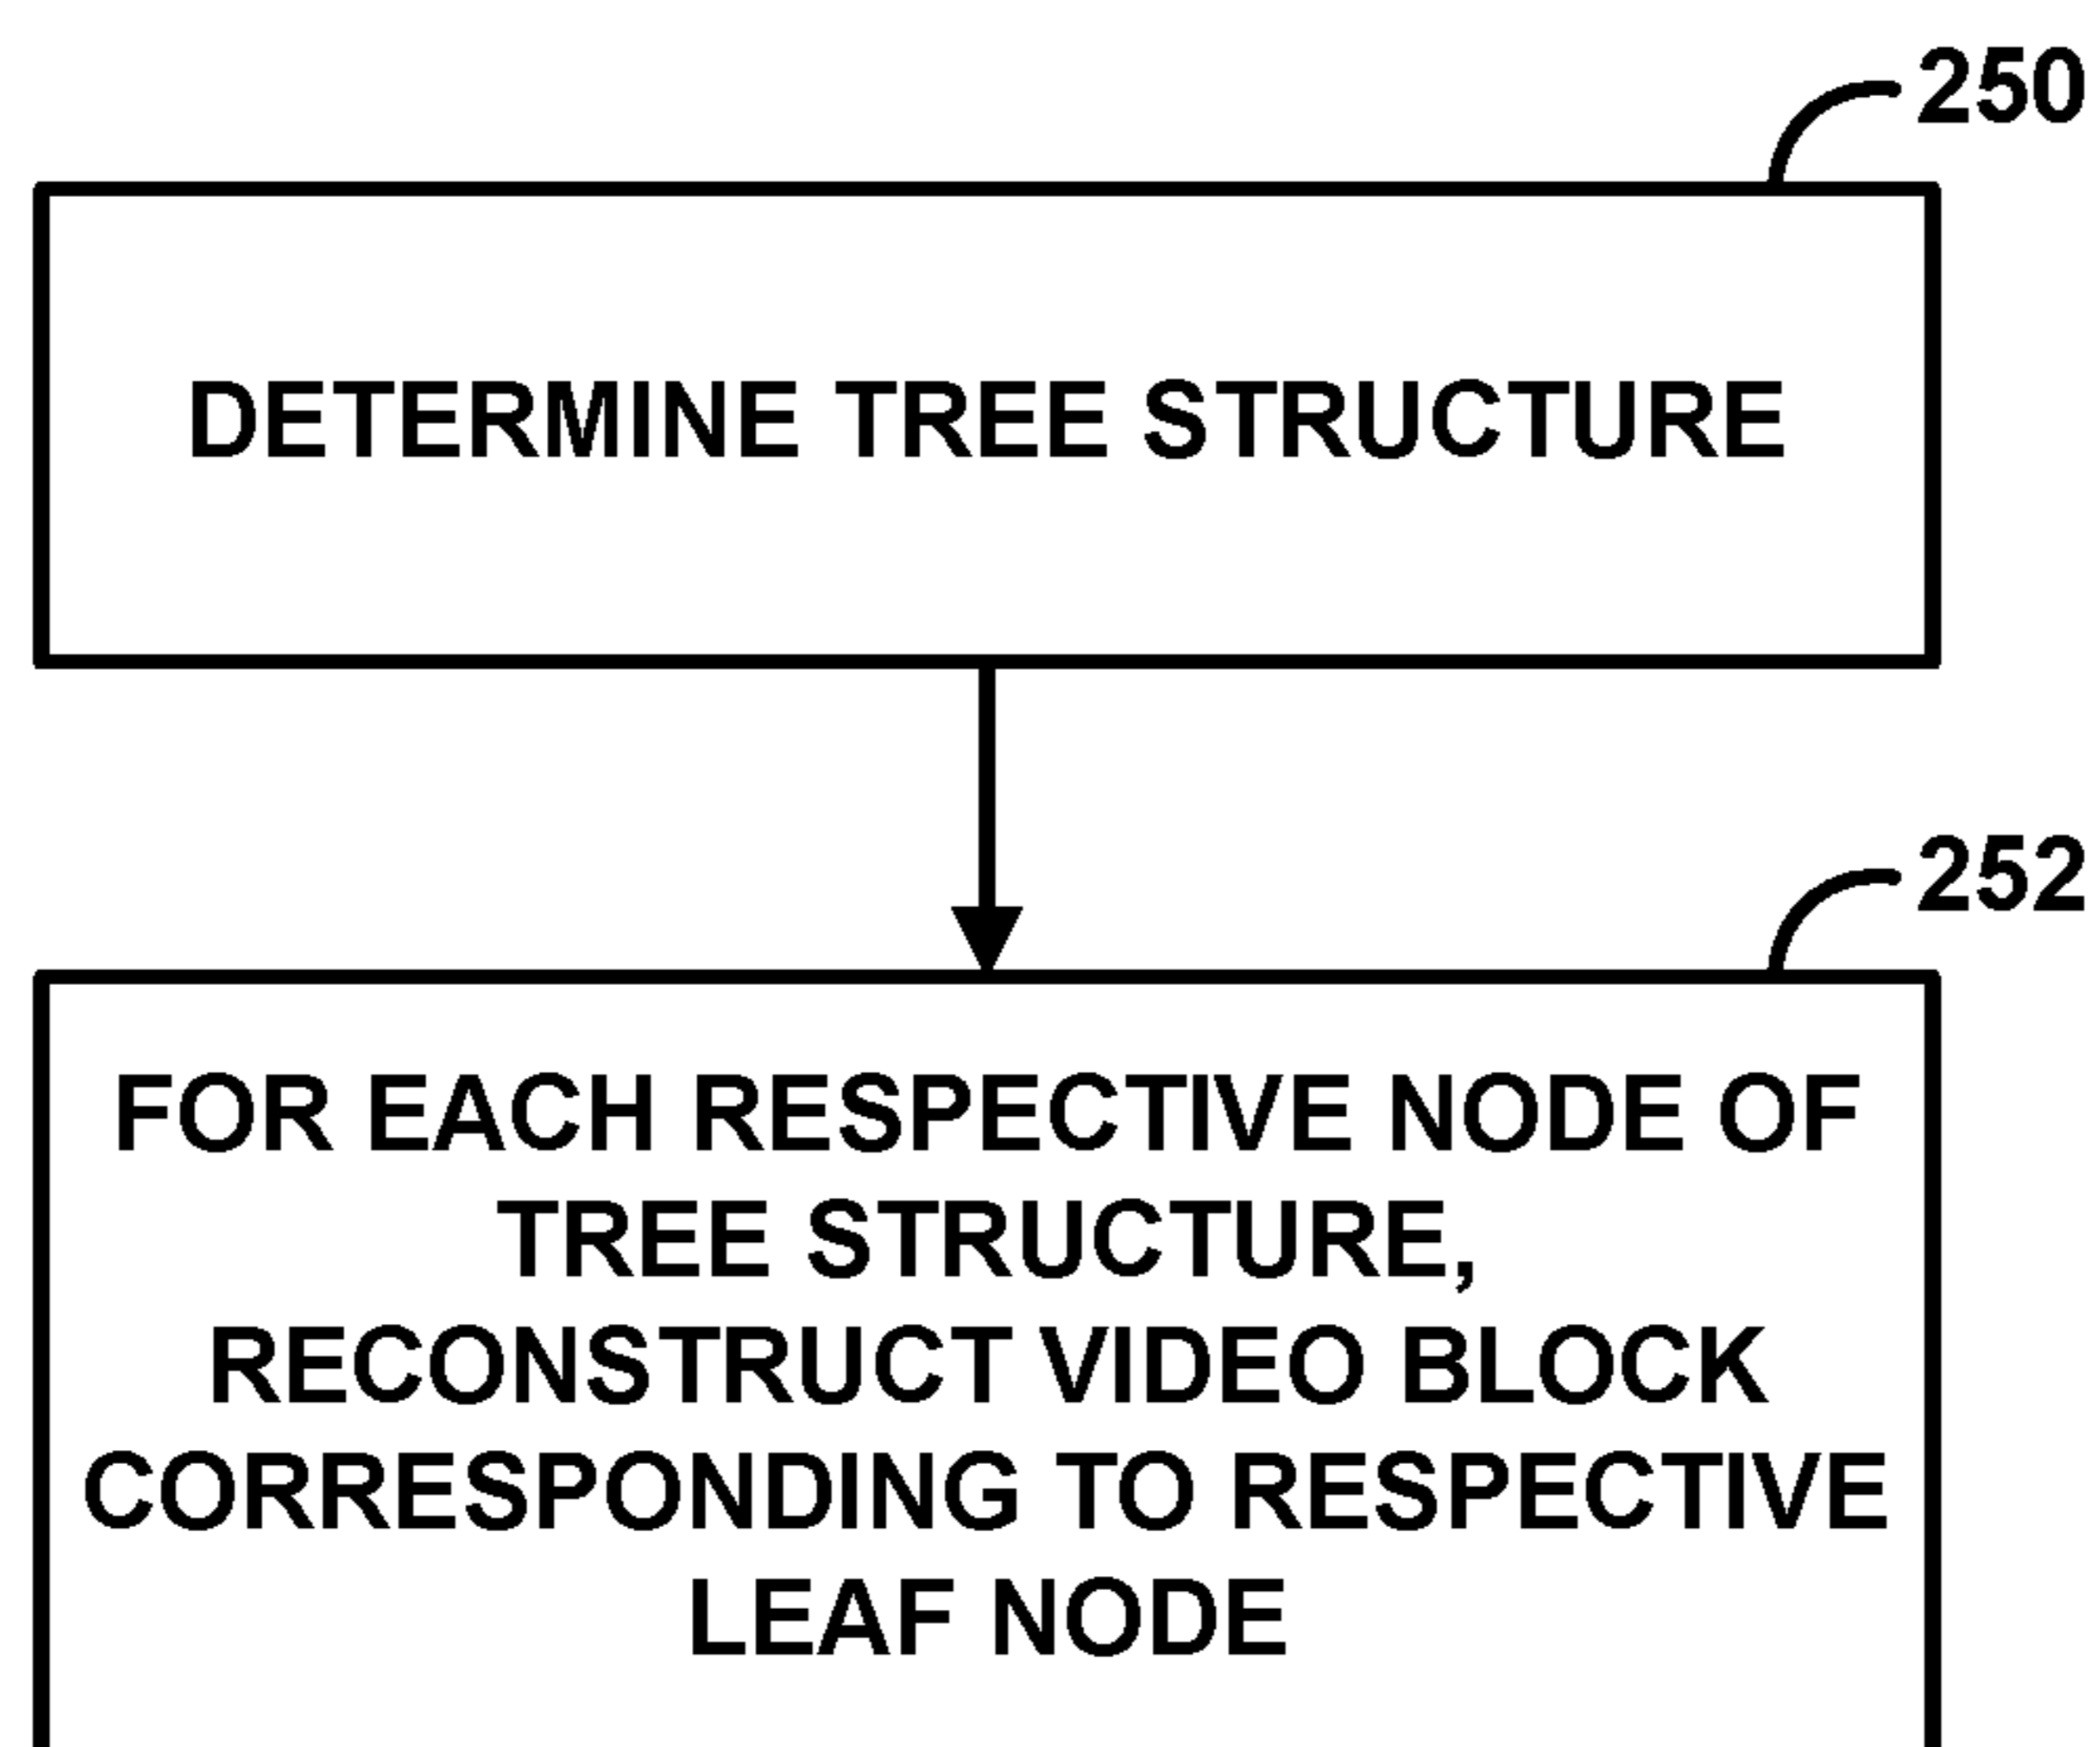 250
DETERMINE TREE STRUCTURE
252
FOR EACH RESPECTIVE NODE OF
TREE STRUCTURE,
RECONSTRUCT VIDEO BLOCK
CORRESPONDING TO RESPECTIVE
LEAF NODE